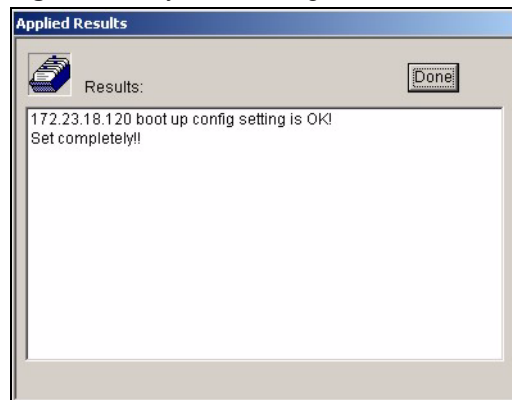 Applied Results
Results:
Done
172.23.18.120 boot up config setting is OK!
Set completely!!